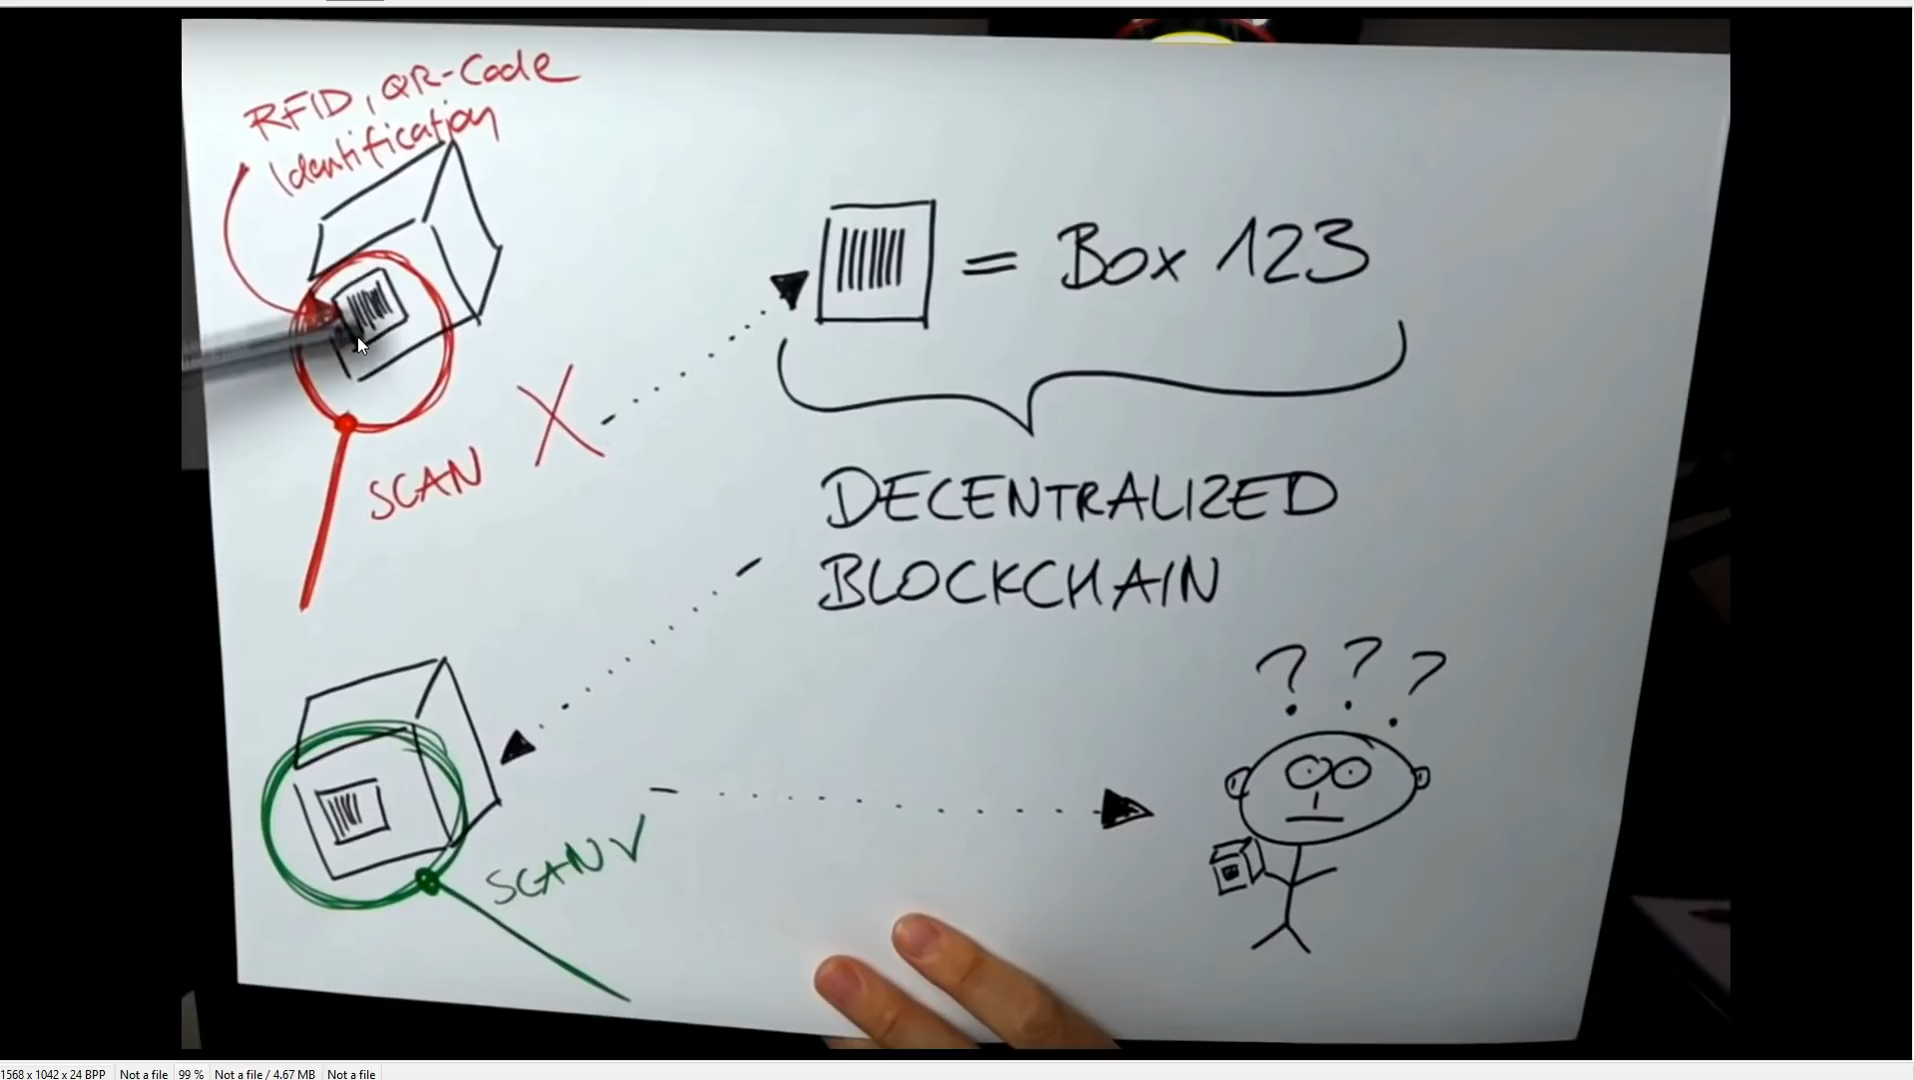 RFID, QR-Code
Identification
= Box 123
SCAN X
DECENTRALIZED
BLOCKCHAIN
? ? ?
SCAN ✓
1568 x 1042 x 24 BPP Not a file 99 % Not a file / 4.67 MB Not a file